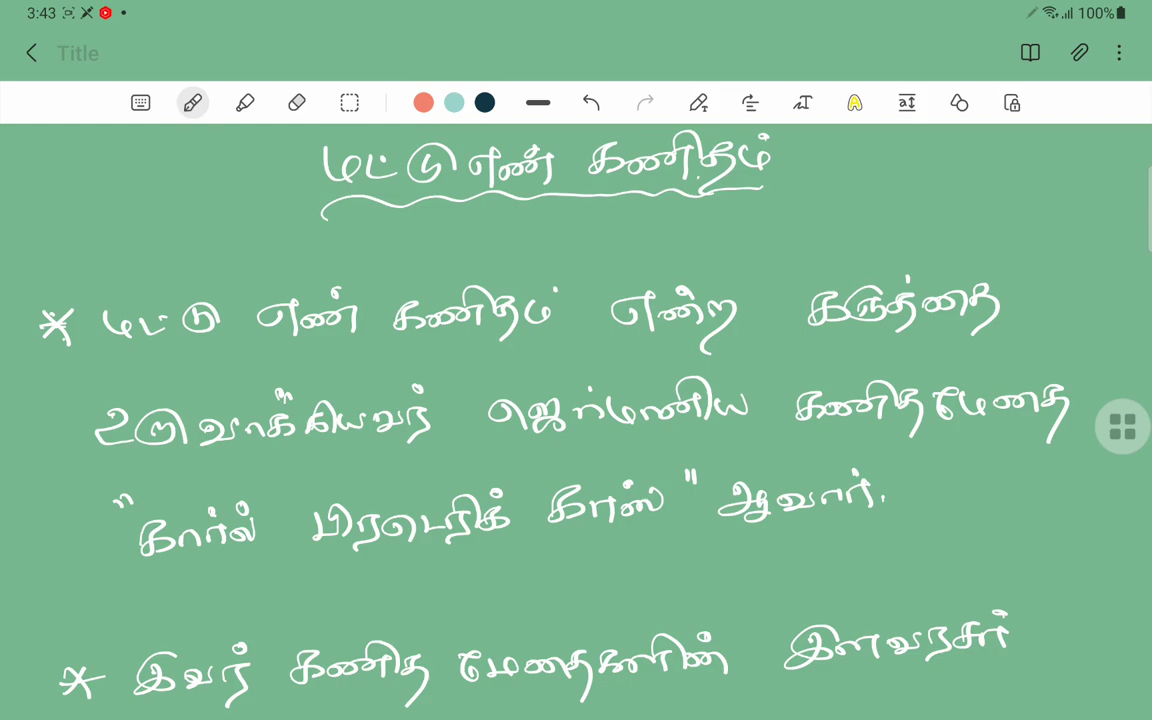 3:43
100%
Title
மட்டு எண் கணிதம்
* மட்டு எண் கணிதம் என்ற கருத்தை
உருவாக்கியவர் ஜெர்மணிய கணிதமேதை
"கார்ல் பிரடெரிக் காஸ்" ஆவார்.
* இவர் கணித மேதைகளின் இளவரசர்